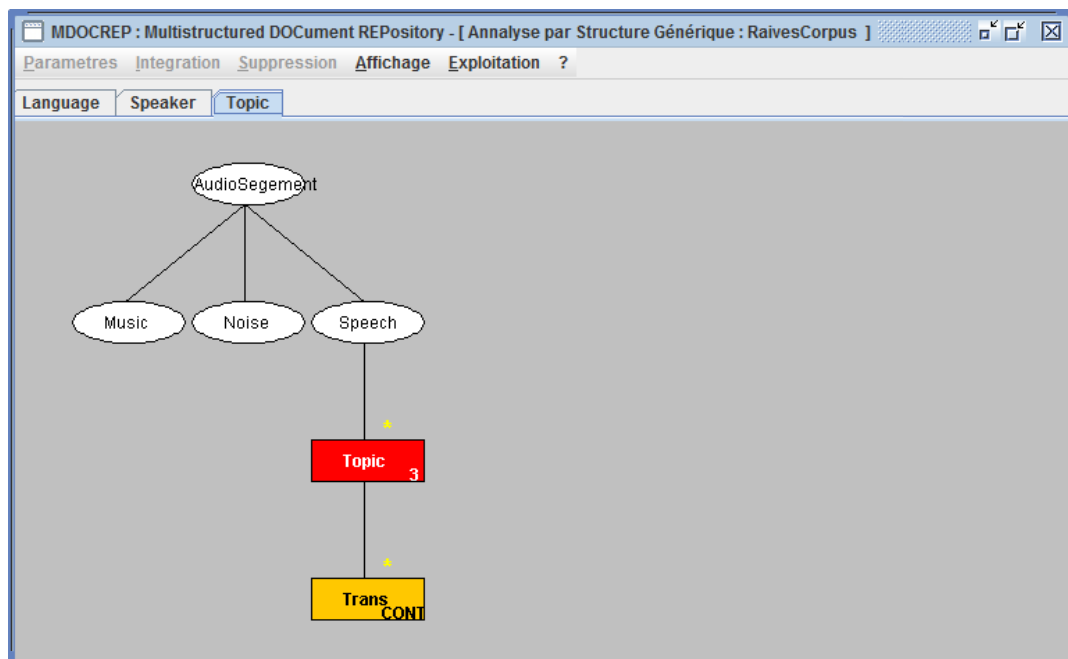 MDOCREP : Multistructured DOCument REPository - [ Annalyse par Structure Générique : RaivesCorpus ]
Parametres Integration Suppression Affichage Exploitation ?
Language Speaker Topic
AudioSegement
Music Noise Speech
*
Topic
3
*
Trans
CONT